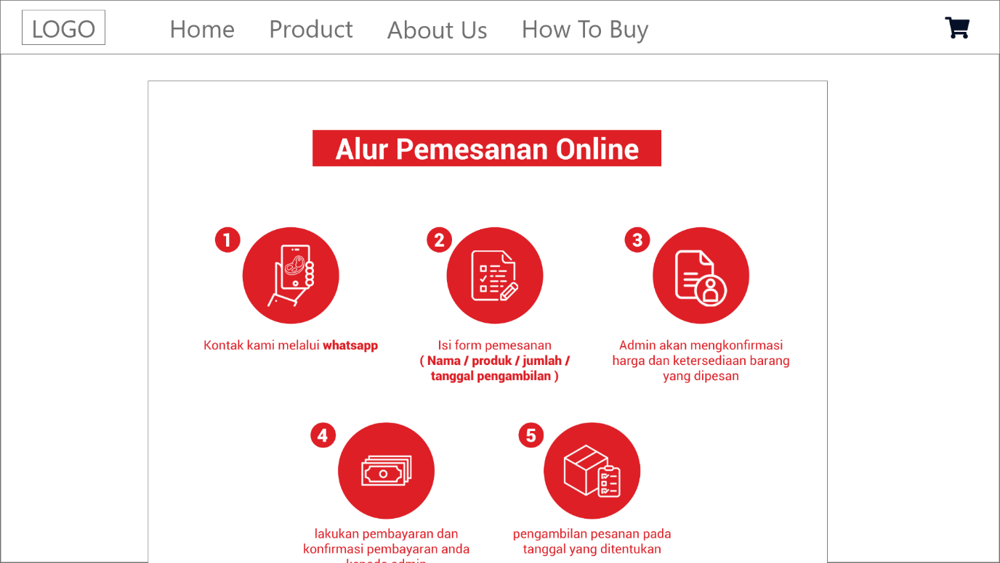 LOGO
Home
Product
About Us
How To Buy
Alur Pemesanan Online
1
2
3
Kontak kami melalui whatsapp
Isi form pemesanan
( Nama / produk / jumlah /
tanggal pengambilan )
Admin akan mengkonfirmasi
harga dan ketersediaan barang
yang dipesan
4
5
lakukan pembayaran dan
konfirmasi pembayaran anda
kepada admin
pengambilan pesanan pada
tanggal yang ditentukan